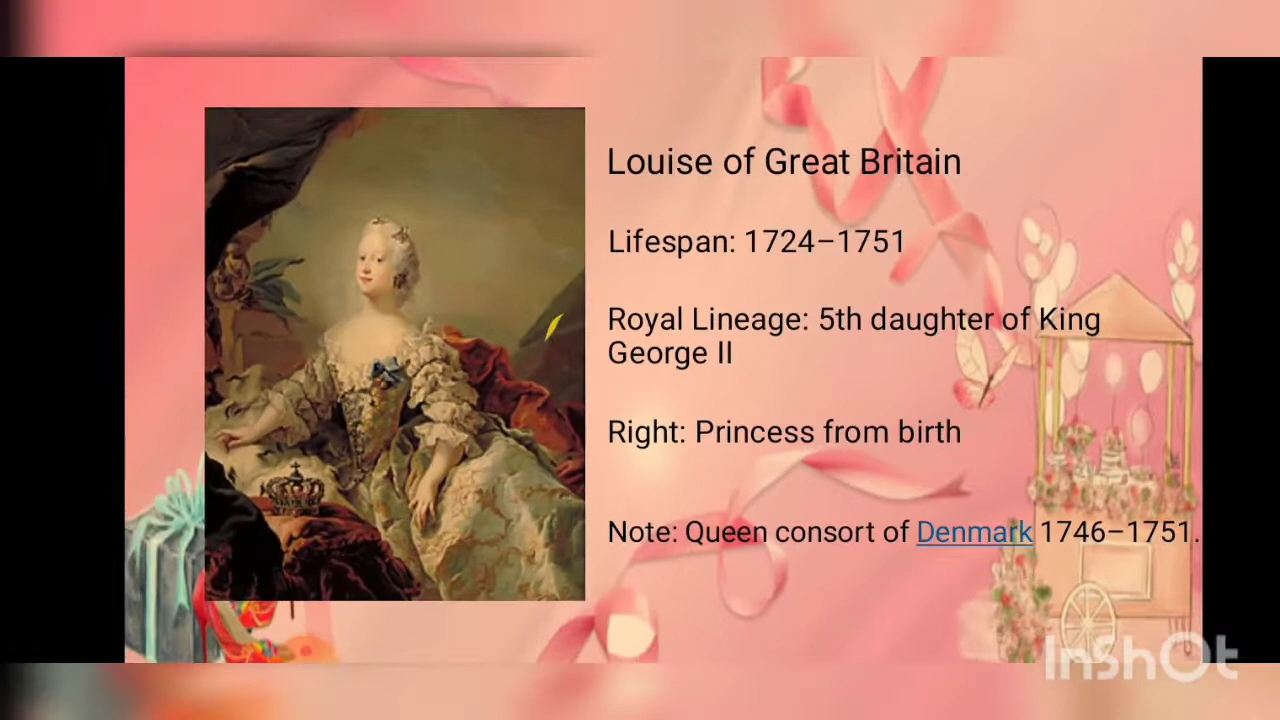 Louise of Great Britain
Lifespan: 1724–1751
Royal Lineage: 5th daughter of King
George II
Right: Princess from birth
Note: Queen consort of Denmark 1746–1751.
InShOt